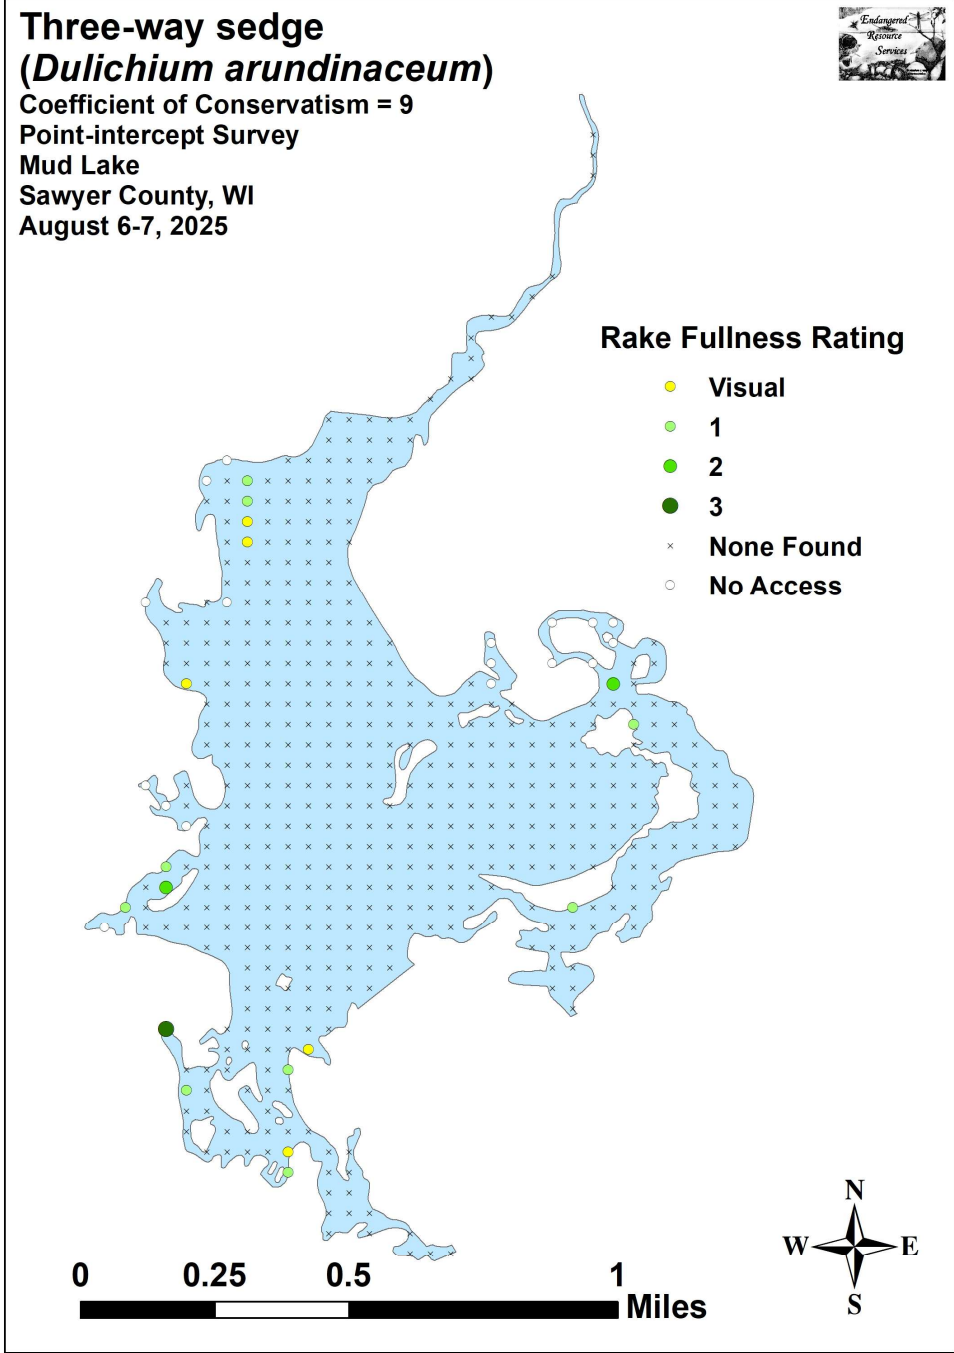 Three-way sedge
(Dulichium arundinaceum)
Coefficient of Conservatism = 9
Point-intercept Survey
Mud Lake
Sawyer County, WI
August 6-7, 2025
Endangered
Resource
Services
Rake Fullness Rating
Visual
1
2
3
None Found
No Access
N
W E
S
0 0.25 0.5 1
Miles